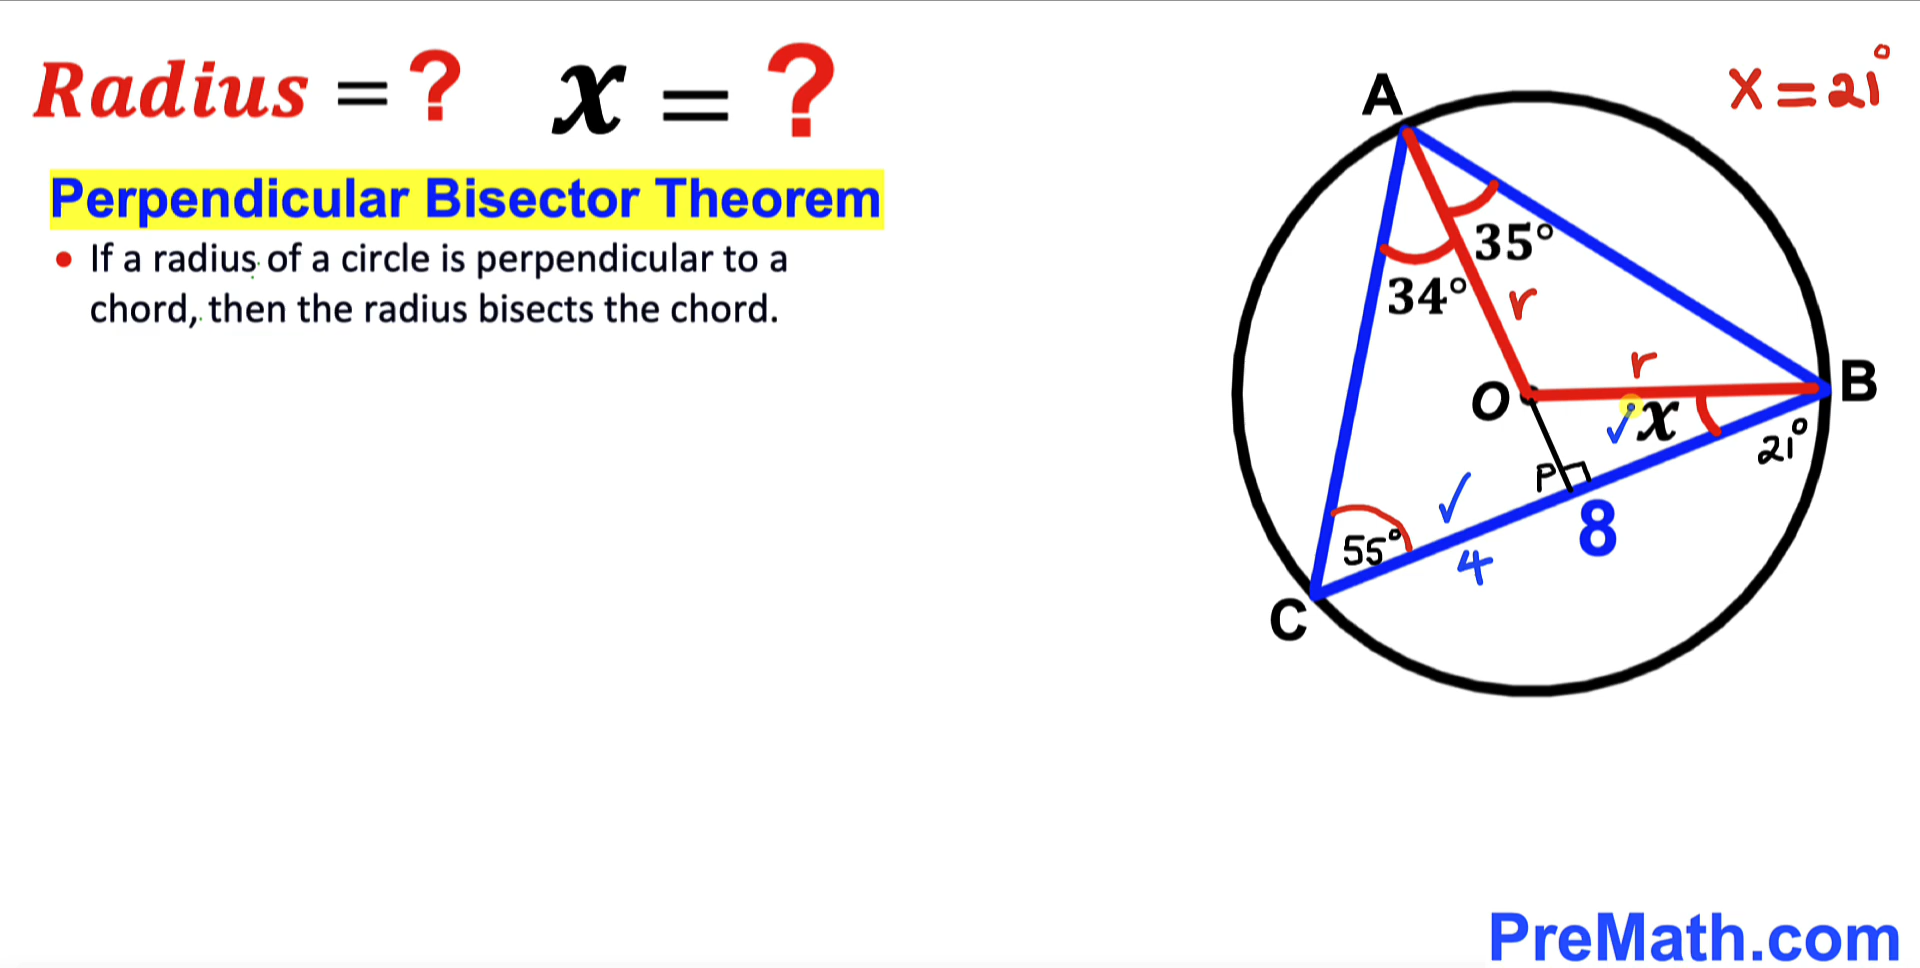 Radius = ? x = ?
x = 21°
Perpendicular Bisector Theorem
• If a radius of a circle is perpendicular to a
chord, then the radius bisects the chord.
A
35°
34°
r
r
B
O
x
21°
P
8
55°
4
C
PreMath.com